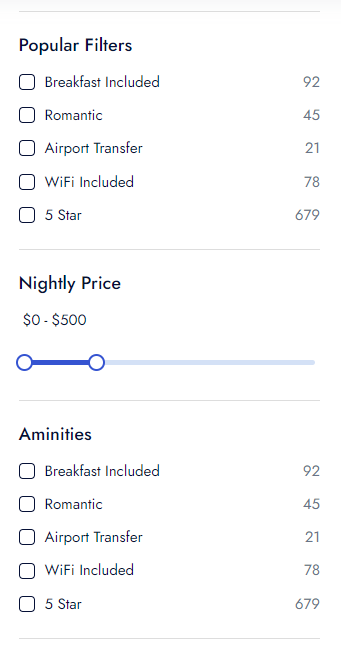 Popular Filters
Breakfast Included 92
Romantic 45
Airport Transfer 21
WiFi Included 78
5 Star 679
Nightly Price
$0 - $500
Aminities
Breakfast Included 92
Romantic 45
Airport Transfer 21
WiFi Included 78
5 Star 679